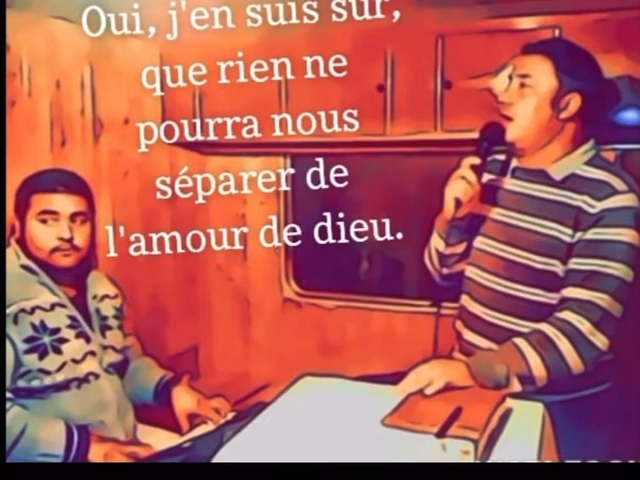 Oui, j'en suis sur,
que rien ne
pourra nous
séparer de
l'amour de dieu.